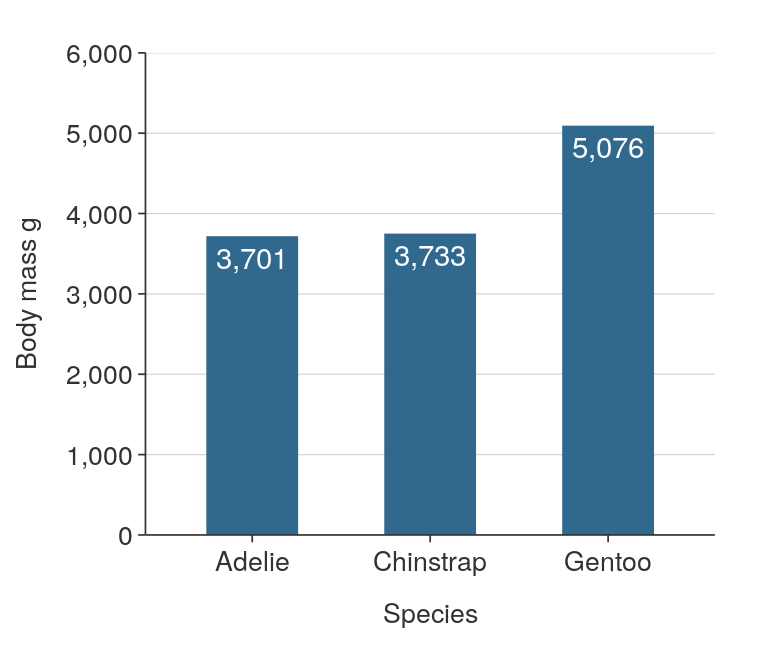 6,000
5,000
4,000
3,000
2,000
1,000
0
Body mass g
3,701
3,733
5,076
Adelie
Chinstrap
Gentoo
Species